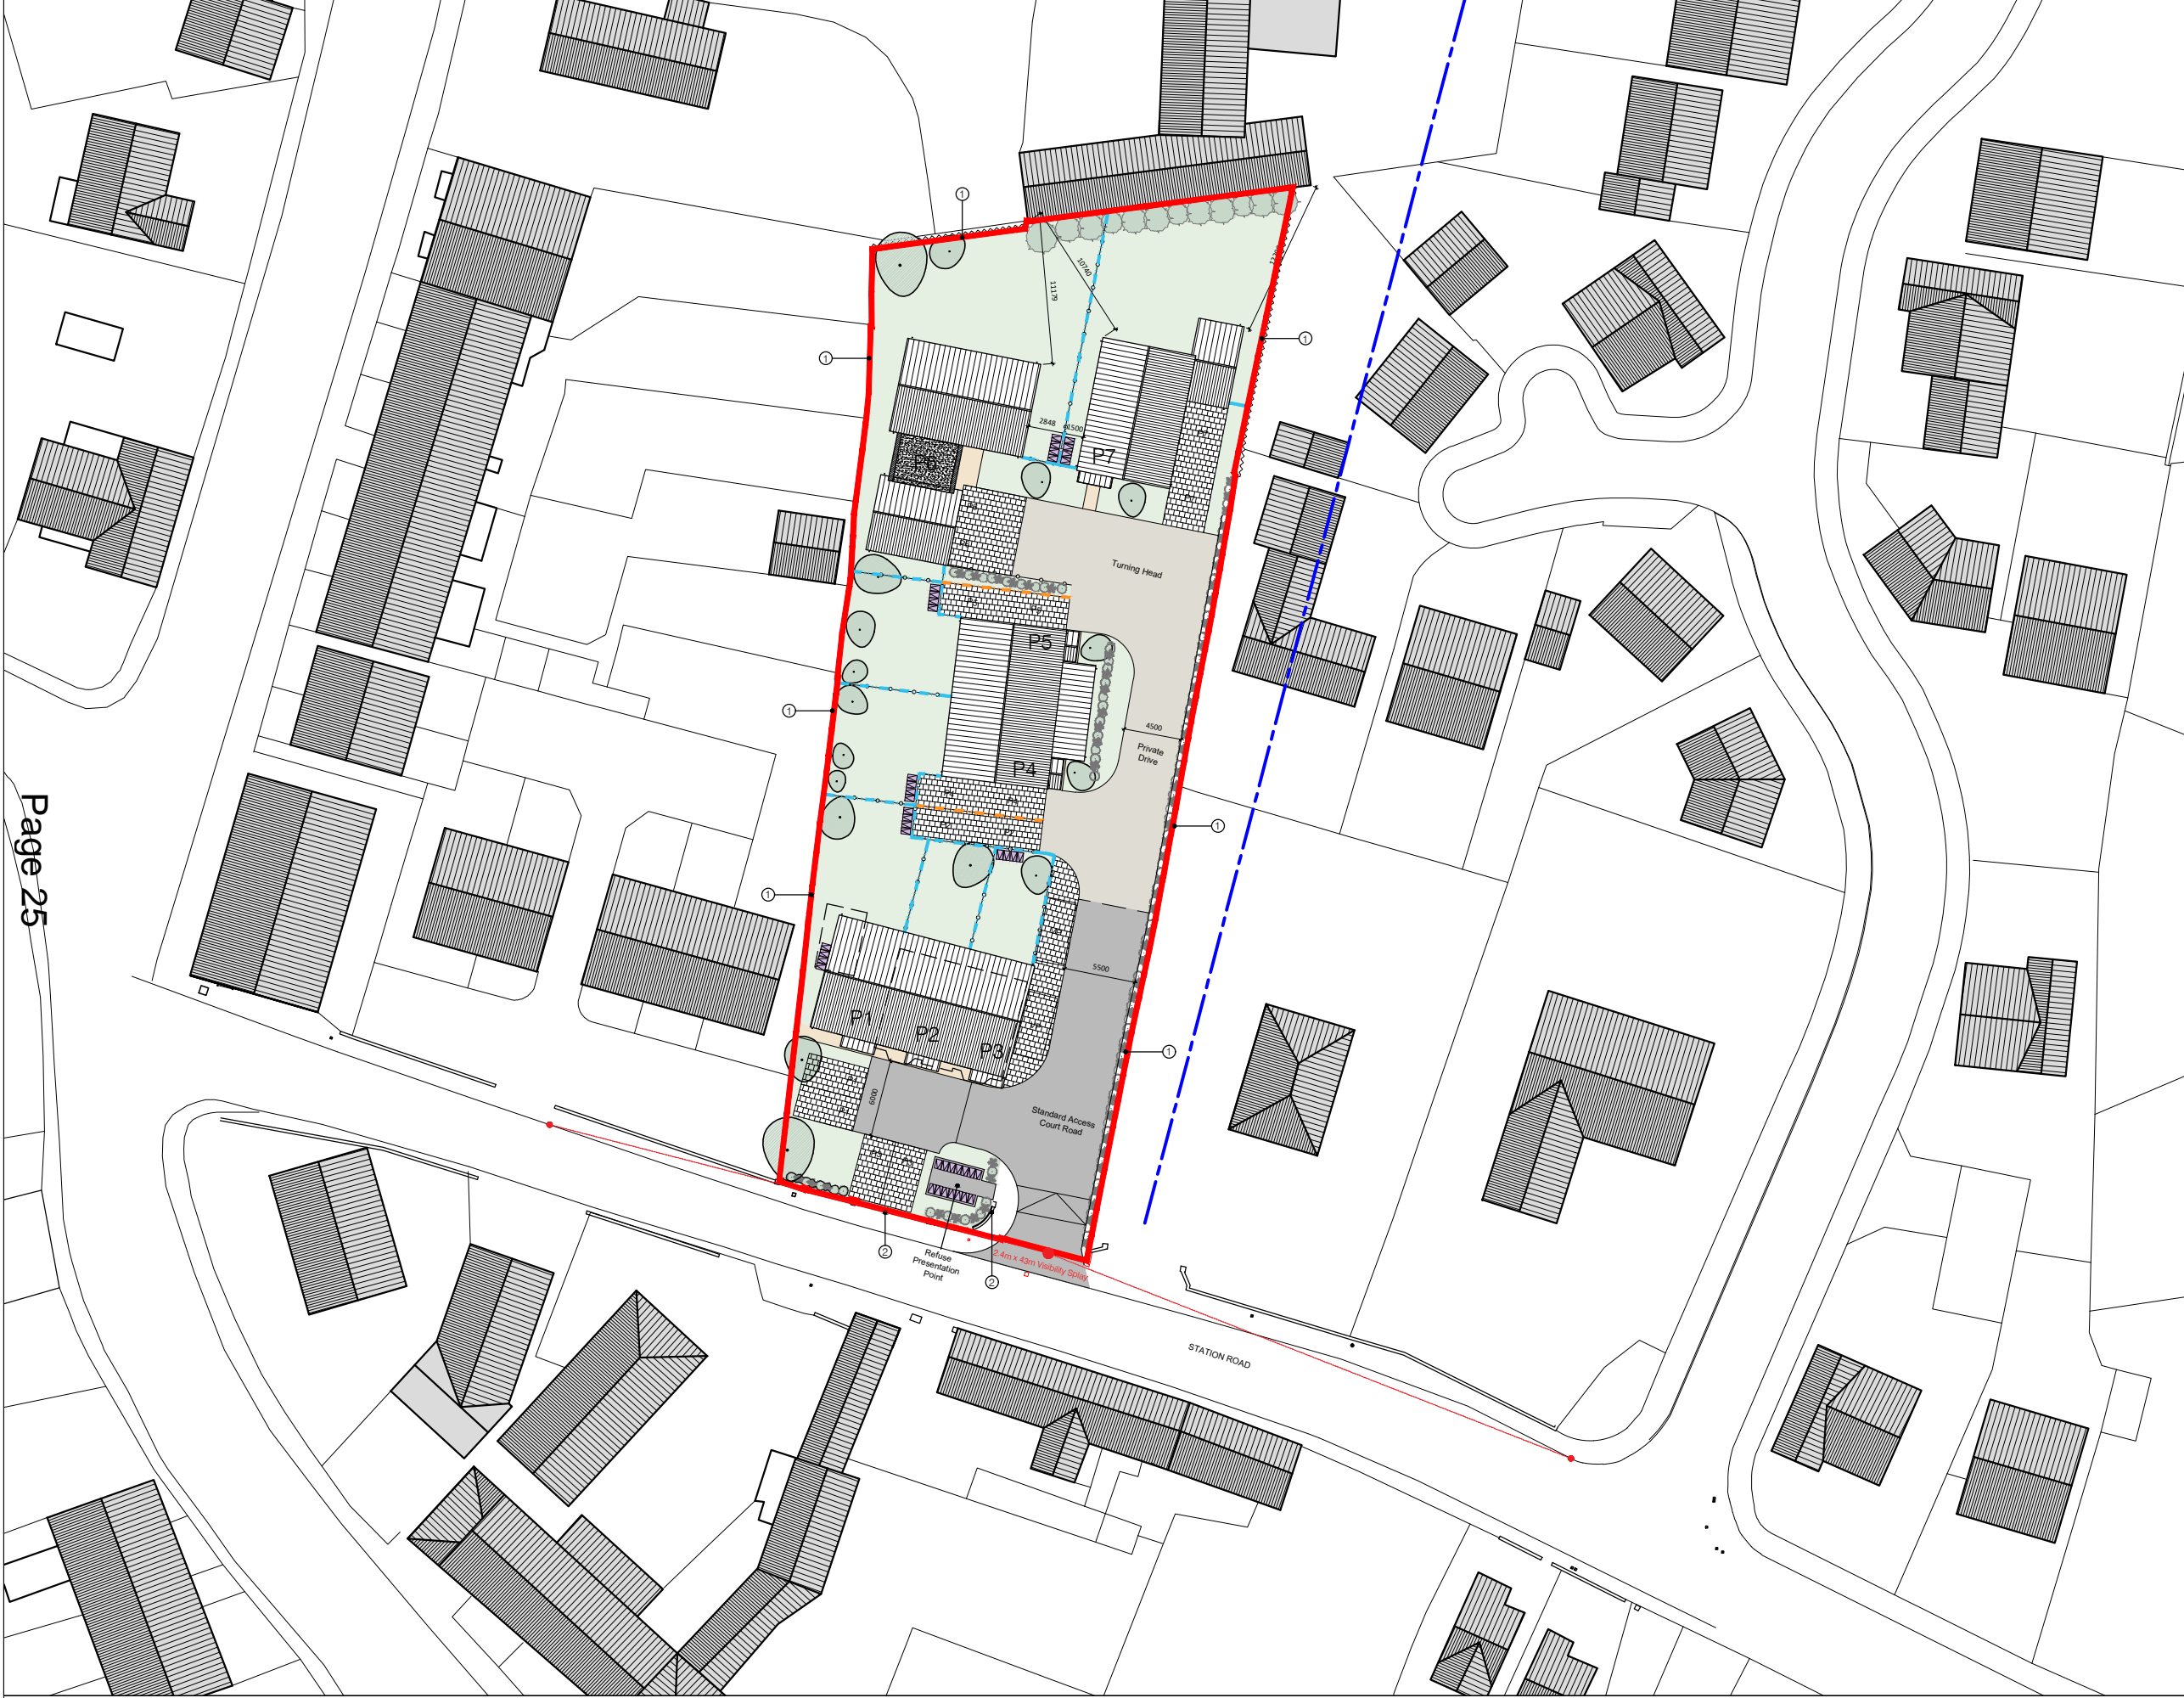 1
10740
11179
1
1
2848
1500
P6
P7
Turning Head
P5
4500
1
Private
Drive
P4
1
1
5500
P1
P2
P3
1
6000
Standard Access
Court Road
2
Refuse
Presentation
Point
2
2.4m x 43m Visibility Splay
STATION ROAD
Page 25